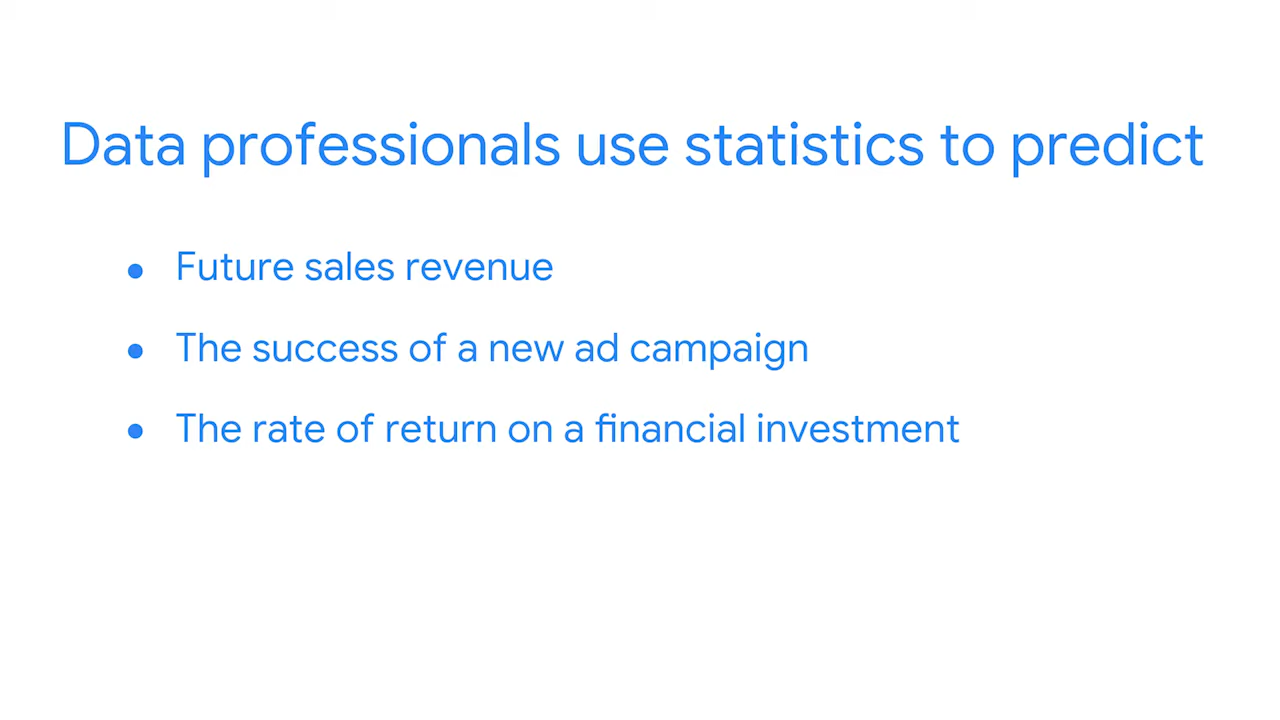 Data professionals use statistics to predict
• Future sales revenue
• The success of a new ad campaign
• The rate of return on a financial investment